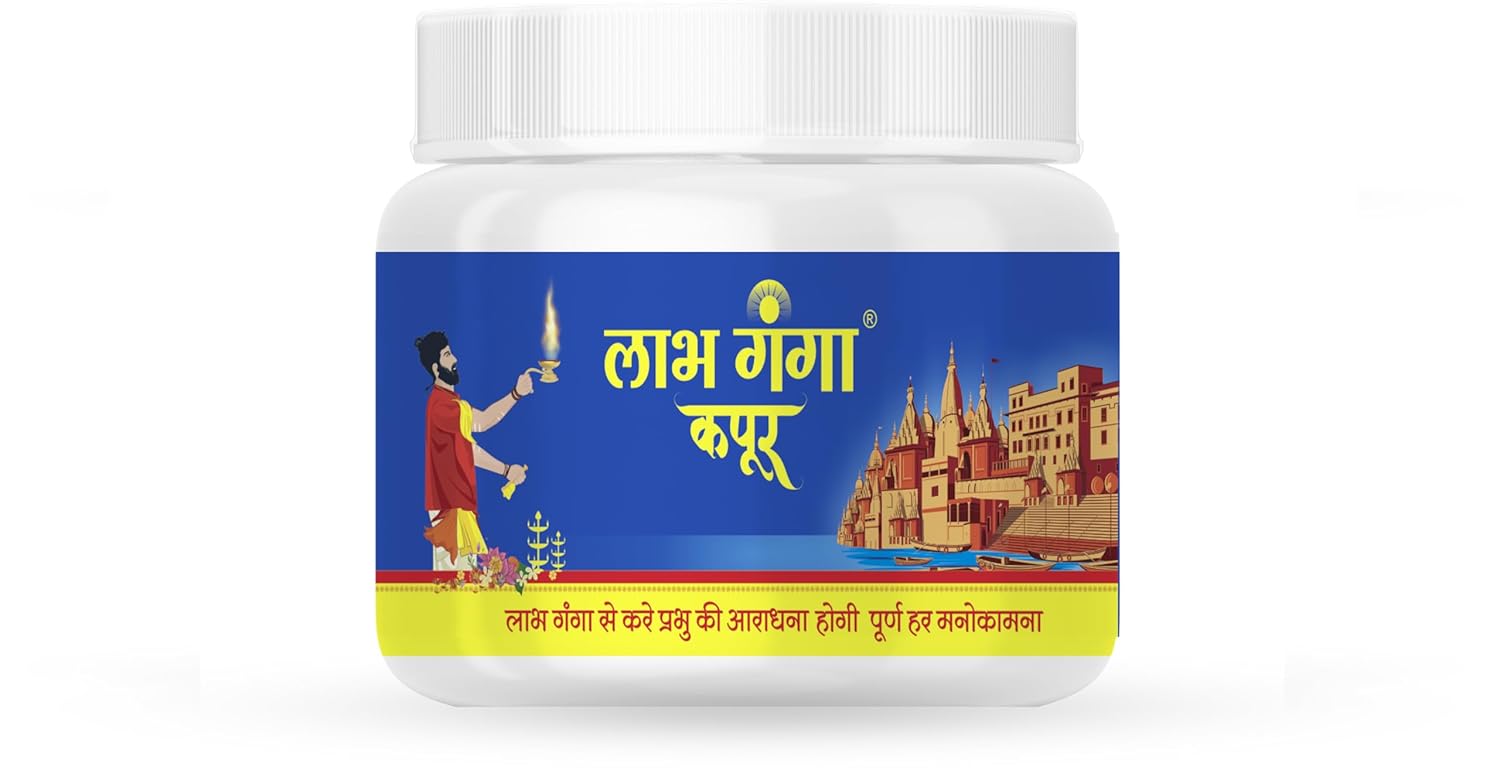 लाभ गंगा®
कपूर
लाभ गंगा से करे प्रभु की आराधना होगी पूर्ण हर मनोकामना